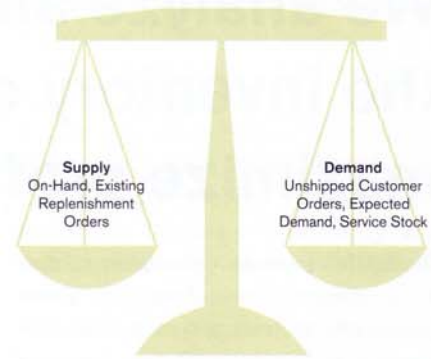 Supply
On-Hand, Existing
Replenishment
Orders
Demand
Unshipped Customer
Orders, Expected
Demand, Service Stock